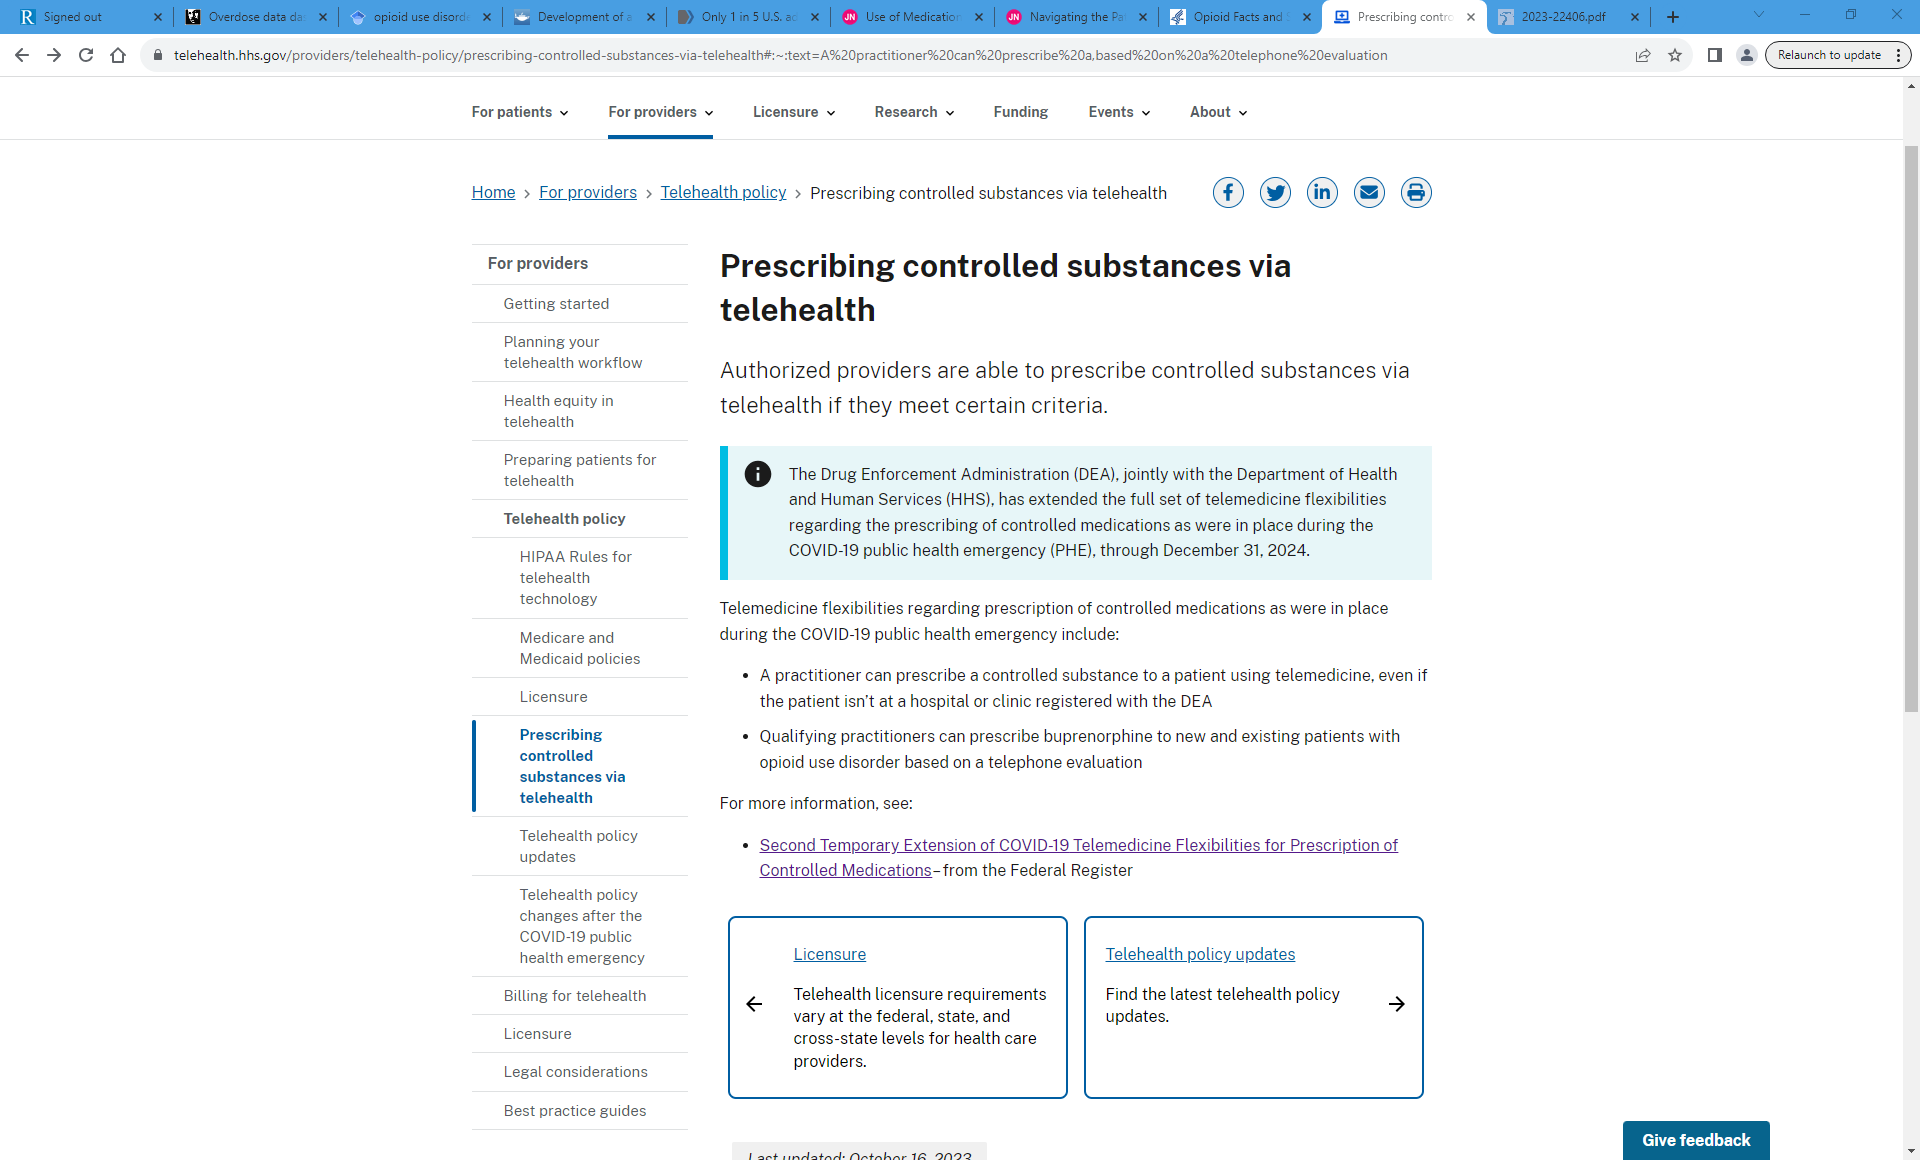 Signed out
Overdose data da
opioid use disord
Development of a
Only 1 in 5 U.S. ad
Use of Medication
Navigating the Pa
Opioid Facts and S
Prescribing contro
2023-22406.pdf
telehealth.hhs.gov/providers/telehealth-policy/prescribing-controlled-substances-via-telehealth#:~:text=A%20practitioner%20can%20prescribe%20a,based%20on%20a%20telephone%20evaluation
Relaunch to update
For patients
For providers
Licensure
Research
Funding
Events
About
Home > For providers > Telehealth policy > Prescribing controlled substances via telehealth
For providers
Getting started
Planning your
telehealth workflow
Health equity in
telehealth
Preparing patients for
telehealth
Telehealth policy
HIPAA Rules for
telehealth
technology
Medicare and
Medicaid policies
Licensure
Prescribing
controlled
substances via
telehealth
Telehealth policy
updates
Telehealth policy
changes after the
COVID-19 public
health emergency
Billing for telehealth
Licensure
Legal considerations
Best practice guides
Prescribing controlled substances via
telehealth
Authorized providers are able to prescribe controlled substances via
telehealth if they meet certain criteria.
The Drug Enforcement Administration (DEA), jointly with the Department of Health
and Human Services (HHS), has extended the full set of telemedicine flexibilities
regarding the prescribing of controlled medications as were in place during the
COVID-19 public health emergency (PHE), through December 31, 2024.
Telemedicine flexibilities regarding prescription of controlled medications as were in place
during the COVID-19 public health emergency include:
• A practitioner can prescribe a controlled substance to a patient using telemedicine, even if
the patient isn't at a hospital or clinic registered with the DEA
• Qualifying practitioners can prescribe buprenorphine to new and existing patients with
opioid use disorder based on a telephone evaluation
For more information, see:
• Second Temporary Extension of COVID-19 Telemedicine Flexibilities for Prescription of
Controlled Medications– from the Federal Register
Licensure
Telehealth licensure requirements
vary at the federal, state, and
cross-state levels for health care
providers.
Telehealth policy updates
Find the latest telehealth policy
updates.
Last updated: October 16, 2023
Give feedback